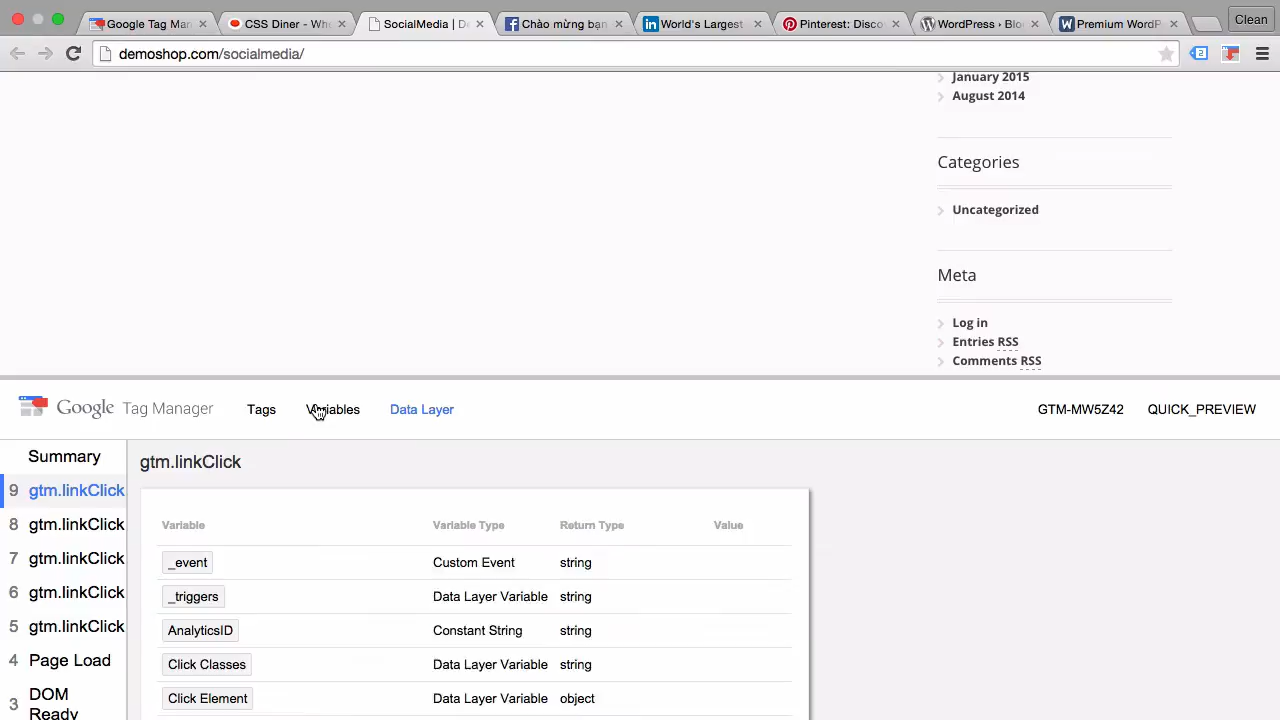 Google Tag Mar
CSS Diner - Whe
SocialMedia | De
Chào mừng bạn
World's Largest
Pinterest: Disco
WordPress › Blo
Premium WordP
Clean
demoshop.com/socialmedia/
2
January 2015
August 2014
Categories
Uncategorized
Meta
Log in
Entries RSS
Comments RSS
Google Tag Manager
Tags
Variables
Data Layer
GTM-MW5Z42
QUICK_PREVIEW
Summary
9 gtm.linkClick
8 gtm.linkClick
7 gtm.linkClick
6 gtm.linkClick
5 gtm.linkClick
4 Page Load
3 DOM
Ready
gtm.linkClick
Variable Variable Type Return Type Value
_event Custom Event string
_triggers Data Layer Variable string
AnalyticsID Constant String string
Click Classes Data Layer Variable string
Click Element Data Layer Variable object